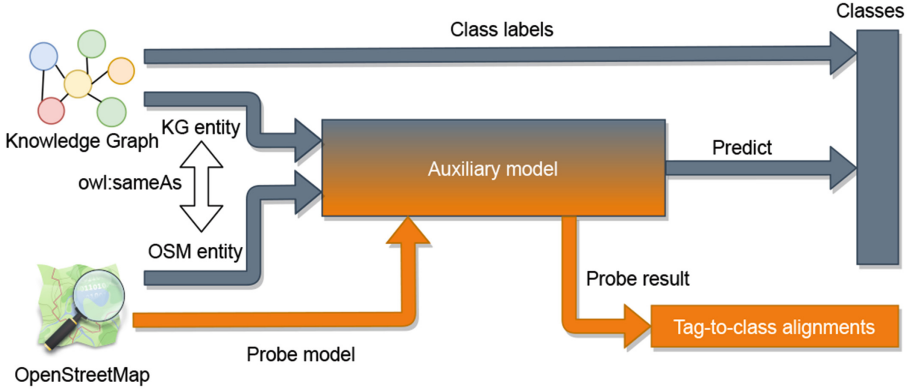 Classes
Class labels
KG entity
Knowledge Graph
Auxiliary model
Predict
owl:sameAs
OSM entity
Probe result
Tag-to-class alignments
Probe model
OpenStreetMap